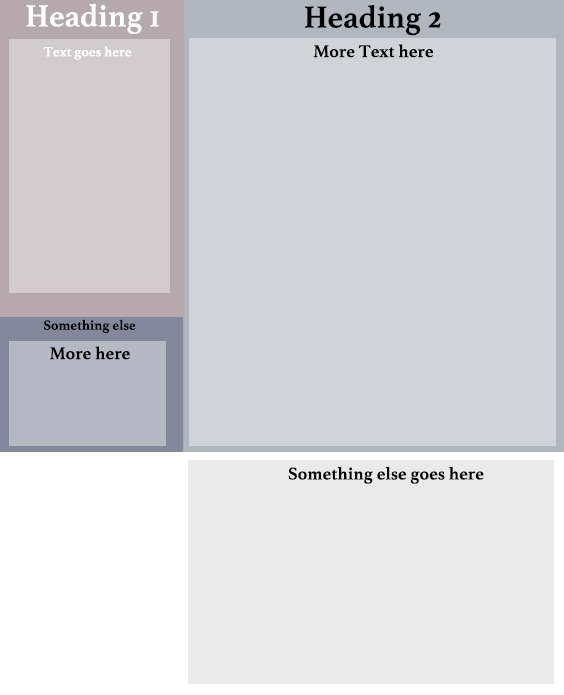 Heading 1
Text goes here
Something else
More here
Heading 2
More Text here
Something else goes here